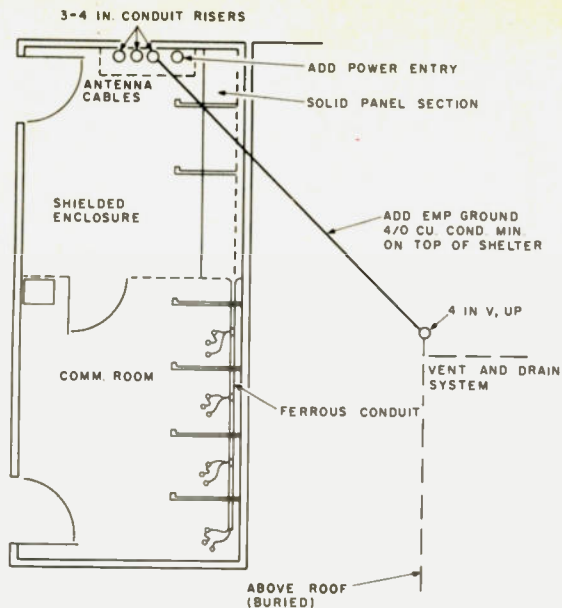 3-4 IN. CONDUIT RISERS
ADD POWER ENTRY
ANTENNA
CABLES
SOLID PANEL SECTION
SHIELDED
ENCLOSURE
ADD EMP GROUND
4/0 CU. COND. MIN.
ON TOP OF SHELTER
4 IN V, UP
VENT AND DRAIN
SYSTEM
COMM. ROOM
FERROUS CONDUIT
ABOVE ROOF
(BURIED)